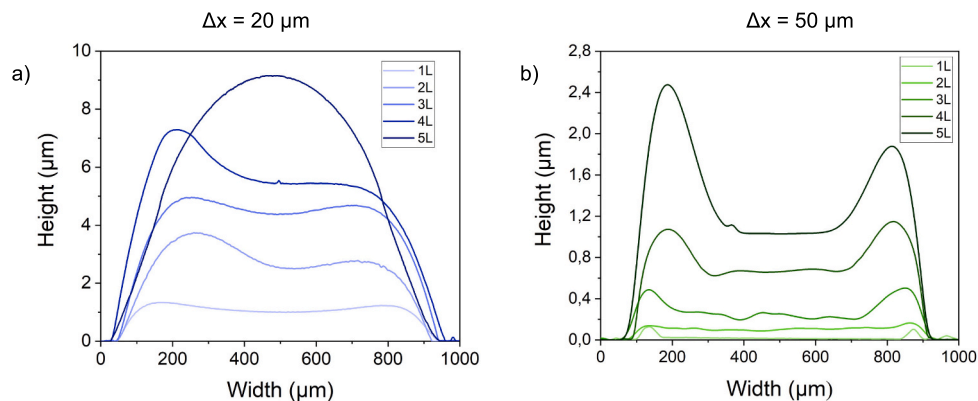 Δx = 20 µm
Δx = 50 µm
a)
10
8
6
4
2
0
Height (µm)
0 200 400 600 800 1000
Width (µm)
1L
2L
3L
4L
5L
b)
2,8
2,4
2,0
1,6
1,2
0,8
0,4
0,0
Height (µm)
0 200 400 600 800 1000
Width (µm)
1L
2L
3L
4L
5L